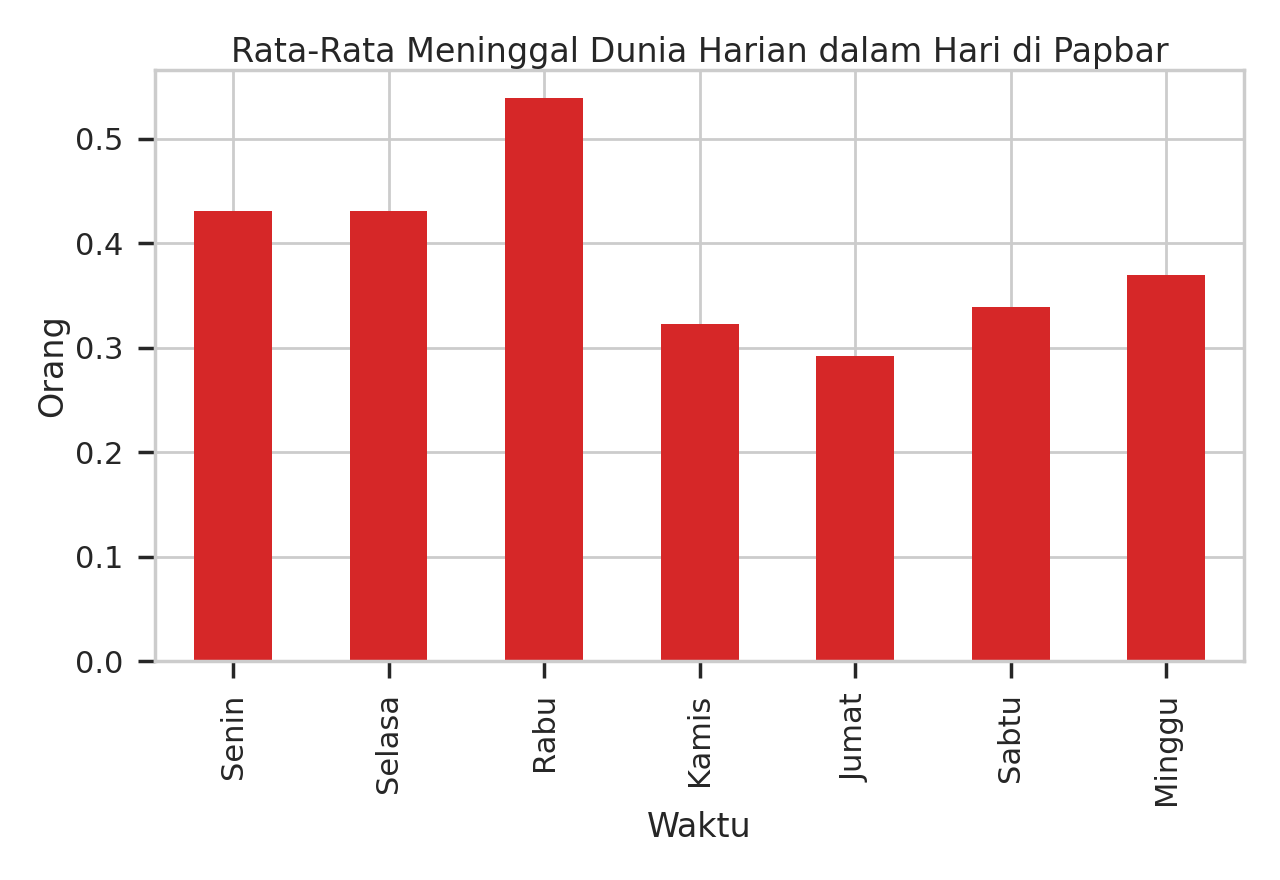 Rata-Rata Meninggal Dunia Harian dalam Hari di Papbar
Orang
0.5
0.4
0.3
0.2
0.1
0.0
Senin
Selasa
Rabu
Kamis
Jumat
Sabtu
Minggu
Waktu